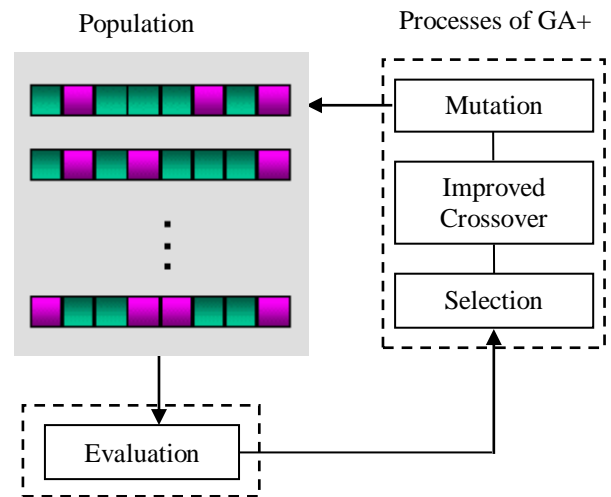 Population
Processes of GA+
Mutation
Improved
Crossover
Selection
Evaluation